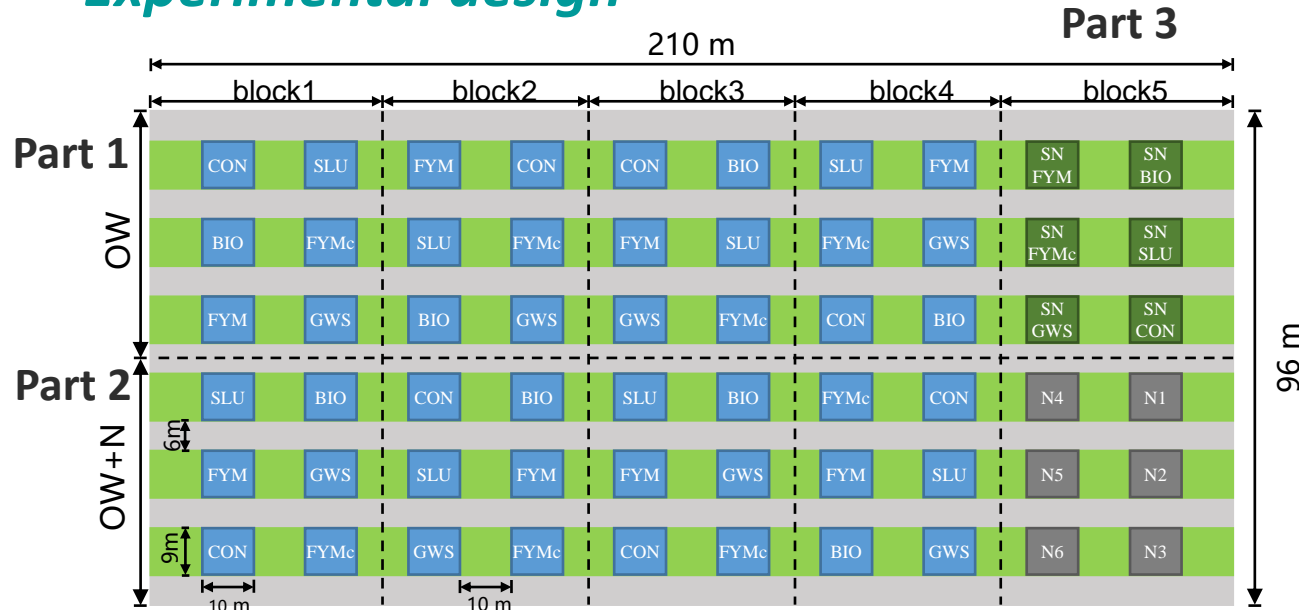 Experimental design
Part 3
210 m
block1 block2 block3 block4 block5
Part 1
CON SLU FYM CON CON BIO SLU FYM SN FYM SN BIO
OW
BIO FYMc SLU FYMc FYM SLU FYMc GWS SN FYMc SN SLU
FYM GWS BIO GWS GWS FYMc CON BIO SN GWS SN CON
96 m
Part 2
SLU BIO CON BIO SLU BIO FYMc CON N4 N1
6m
OW+N
FYM GWS SLU FYM FYM GWS FYM SLU N5 N2
9m
CON FYMc GWS FYMc CON FYMc BIO GWS N6 N3
10 m 10 m